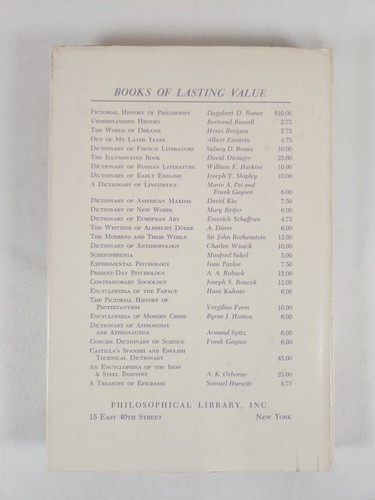 BOOKS OF LASTING VALUE
PICTORIAL HISTORY OF PHILOSOPHY Dagobert D. Runes $10.00
UNDERSTANDING HISTORY Bertrand Russell 2.75
THE WORLD OF DREAMS Henri Bergson 2.75
OUT OF MY LATER YEARS Albert Einstein 4.75
DICTIONARY OF FRENCH LITERATURE Sidney D. Braun 10.00
THE ILLUMINATED BOOK David Diringer 25.00
DICTIONARY OF RUSSIAN LITERATURE William E. Harkins 10.00
DICTIONARY OF EARLY ENGLISH Joseph T. Shipley 10.00
A DICTIONARY OF LINGUISTICS Mario A. Pei and
Frank Gaynor 6.00
DICTIONARY OF AMERICAN MAXIMS David Kin 7.50
DICTIONARY OF NEW WORDS Mary Reifer 6.00
DICTIONARY OF EUROPEAN ART Emerich Schaffran 4.75
THE WRITINGS OF ALBRECHT DÜRER A. Dürer 6.00
THE MODERNS AND THEIR WORLD Sir John Rothenstein 12.00
DICTIONARY OF ANTHROPOLOGY Charles Winick 10.00
SCHIZOPHRENIA Manfred Sakel 5.00
EXPERIMENTAL PSYCHOLOGY Ivan Pavlov 7.50
PRESENT-DAY PSYCHOLOGY A. A. Roback 12.00
CONTEMPORARY SOCIOLOGY Joseph S. Roucek 12.00
ENCYCLOPEDIA OF THE PAPACY Hans Kuhner 6.00
THE PICTORIAL HISTORY OF
PROTESTANTISM Vergilius Ferm 10.00
ENCYCLOPEDIA OF MODERN CHESS Byrne J. Horton 6.00
DICTIONARY OF ASTRONOMY
AND ASTRONAUTICS Armand Spitz 6.00
CONCISE DICTIONARY OF SCIENCE Frank Gaynor 6.00
CASTILLA'S SPANISH AND ENGLISH
TECHNICAL DICTIONARY 45.00
AN ENCYCLOPEDIA OF THE IRON
& STEEL INDUSTRY A. K. Osborne 25.00
A TREASURY OF EPIGRAMS Samuel Hurwitt 4.75
PHILOSOPHICAL LIBRARY, INC.
15 EAST 40TH STREET NEW YORK